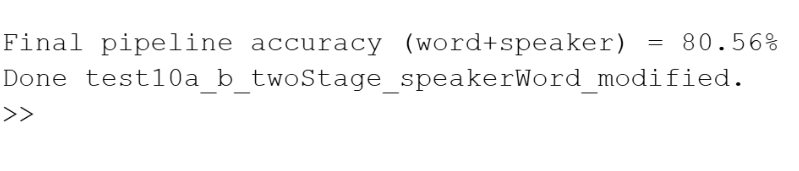 Final pipeline accuracy (word+speaker) = 80.56%
Done test10a_b_twoStage_speakerWord_modified.
>>